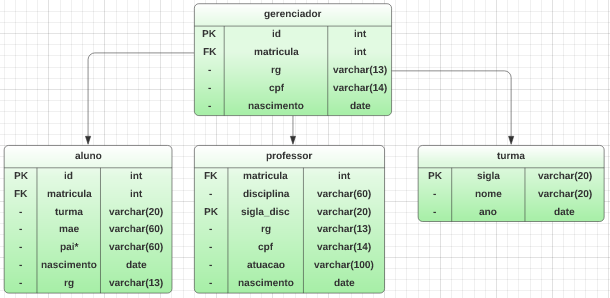 gerenciador
PK id int
FK matricula int
- rg varchar(13)
- cpf varchar(14)
- nascimento date
aluno
PK id int
FK matricula int
- turma varchar(20)
- mae varchar(60)
- pai* varchar(60)
- nascimento date
- rg varchar(13)
professor
FK matricula int
- disciplina varchar(60)
PK sigla_disc varchar(20)
- rg varchar(13)
- cpf varchar(14)
- atuacao varchar(100)
- nascimento date
turma
PK sigla varchar(20)
- nome varchar(20)
- ano date